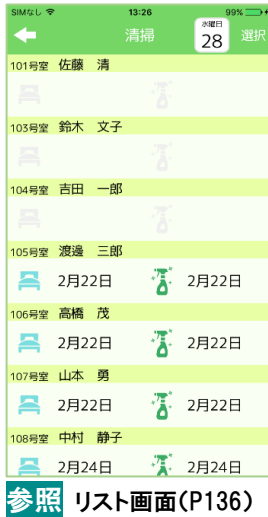 SIMなし 13:26 99%
清掃 水曜日 28 選択
101号室 佐藤 清
103号室 鈴木 文子
104号室 吉田 一郎
105号室 渡邉 三郎
2月22日 2月22日
106号室 高橋 茂
2月22日 2月22日
107号室 山本 勇
2月22日 2月22日
108号室 中村 静子
2月24日 2月24日
参照 リスト画面(P136)